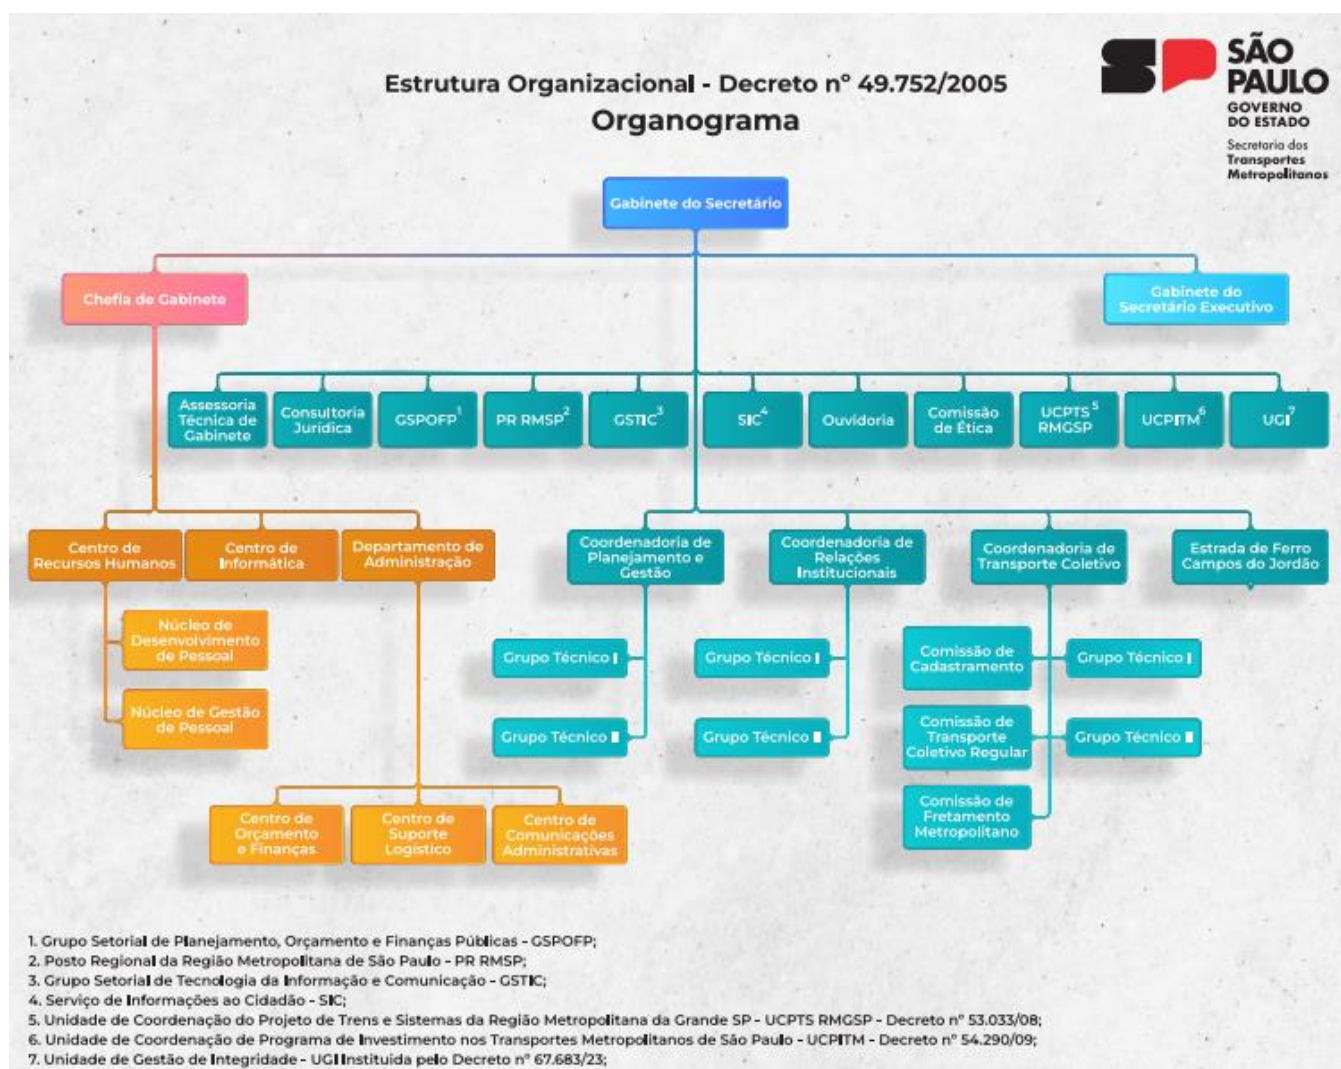 SÃO
PAULO
GOVERNO
DO ESTADO
Secretaria dos
Transportes
Metropolitanos
Estrutura Organizacional - Decreto nº 49.752/2005
Organograma
Gabinete do Secretário
Chefia de Gabinete
Gabinete do
Secretário Executivo
Assessoria
Técnica de
Gabinete
Consultoria
Jurídica
GSPOFP¹
PR RMSP²
GSTIC³
SIC⁴
Ouvidoria
Comissão
de Ética
UCPTS⁵
RMGSP
UCPITM⁶
UGI⁷
Centro de
Recursos Humanos
Centro de
Informática
Departamento de
Administração
Coordenadoria de
Planejamento e
Gestão
Coordenadoria de
Relações
Institucionais
Coordenadoria de
Transporte Coletivo
Estrada de Ferro
Campos do Jordão
Núcleo de
Desenvolvimento
de Pessoal
Núcleo de Gestão
de Pessoal
Grupo Técnico I
Grupo Técnico II
Grupo Técnico I
Grupo Técnico II
Comissão de
Cadastramento
Grupo Técnico I
Comissão de
Transporte
Coletivo Regular
Grupo Técnico II
Comissão de
Fretamento
Metropolitano
Centro de
Orçamento
e Finanças
Centro de
Suporte
Logístico
Centro de
Comunicações
Administrativas
1. Grupo Setorial de Planejamento, Orçamento e Finanças Públicas - GSPOFP;
2. Posto Regional da Região Metropolitana de São Paulo - PR RMSP;
3. Grupo Setorial de Tecnologia da Informação e Comunicação - GSTIC;
4. Serviço de Informações ao Cidadão - SIC;
5. Unidade de Coordenação do Projeto de Trens e Sistemas da Região Metropolitana da Grande SP - UCPTS RMGSP - Decreto nº 53.033/08;
6. Unidade de Coordenação de Programa de Investimento nos Transportes Metropolitanos de São Paulo - UCPITM - Decreto nº 54.290/09;
7. Unidade de Gestão de Integridade - UGI Instituida pelo Decreto nº 67.683/23;